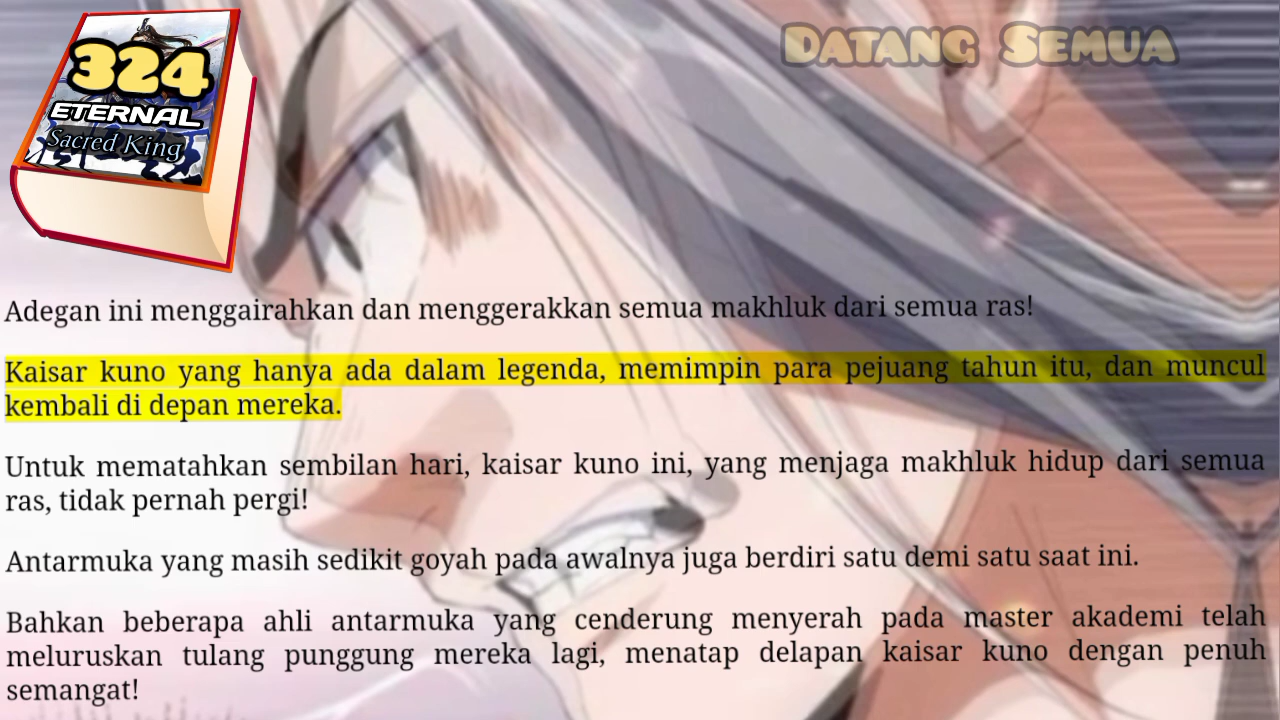 324
ETERNAL
Sacred King
Datang Semua
Adegan ini menggairahkan dan menggerakkan semua makhluk dari semua ras!
Kaisar kuno yang hanya ada dalam legenda, memimpin para pejuang tahun itu, dan muncul
kembali di depan mereka.
Untuk mematahkan sembilan hari, kaisar kuno ini, yang menjaga makhluk hidup dari semua
ras, tidak pernah pergi!
Antarmuka yang masih sedikit goyah pada awalnya juga berdiri satu demi satu saat ini.
Bahkan beberapa ahli antarmuka yang cenderung menyerah pada master akademi telah
meluruskan tulang punggung mereka lagi, menatap delapan kaisar kuno dengan penuh
semangat!